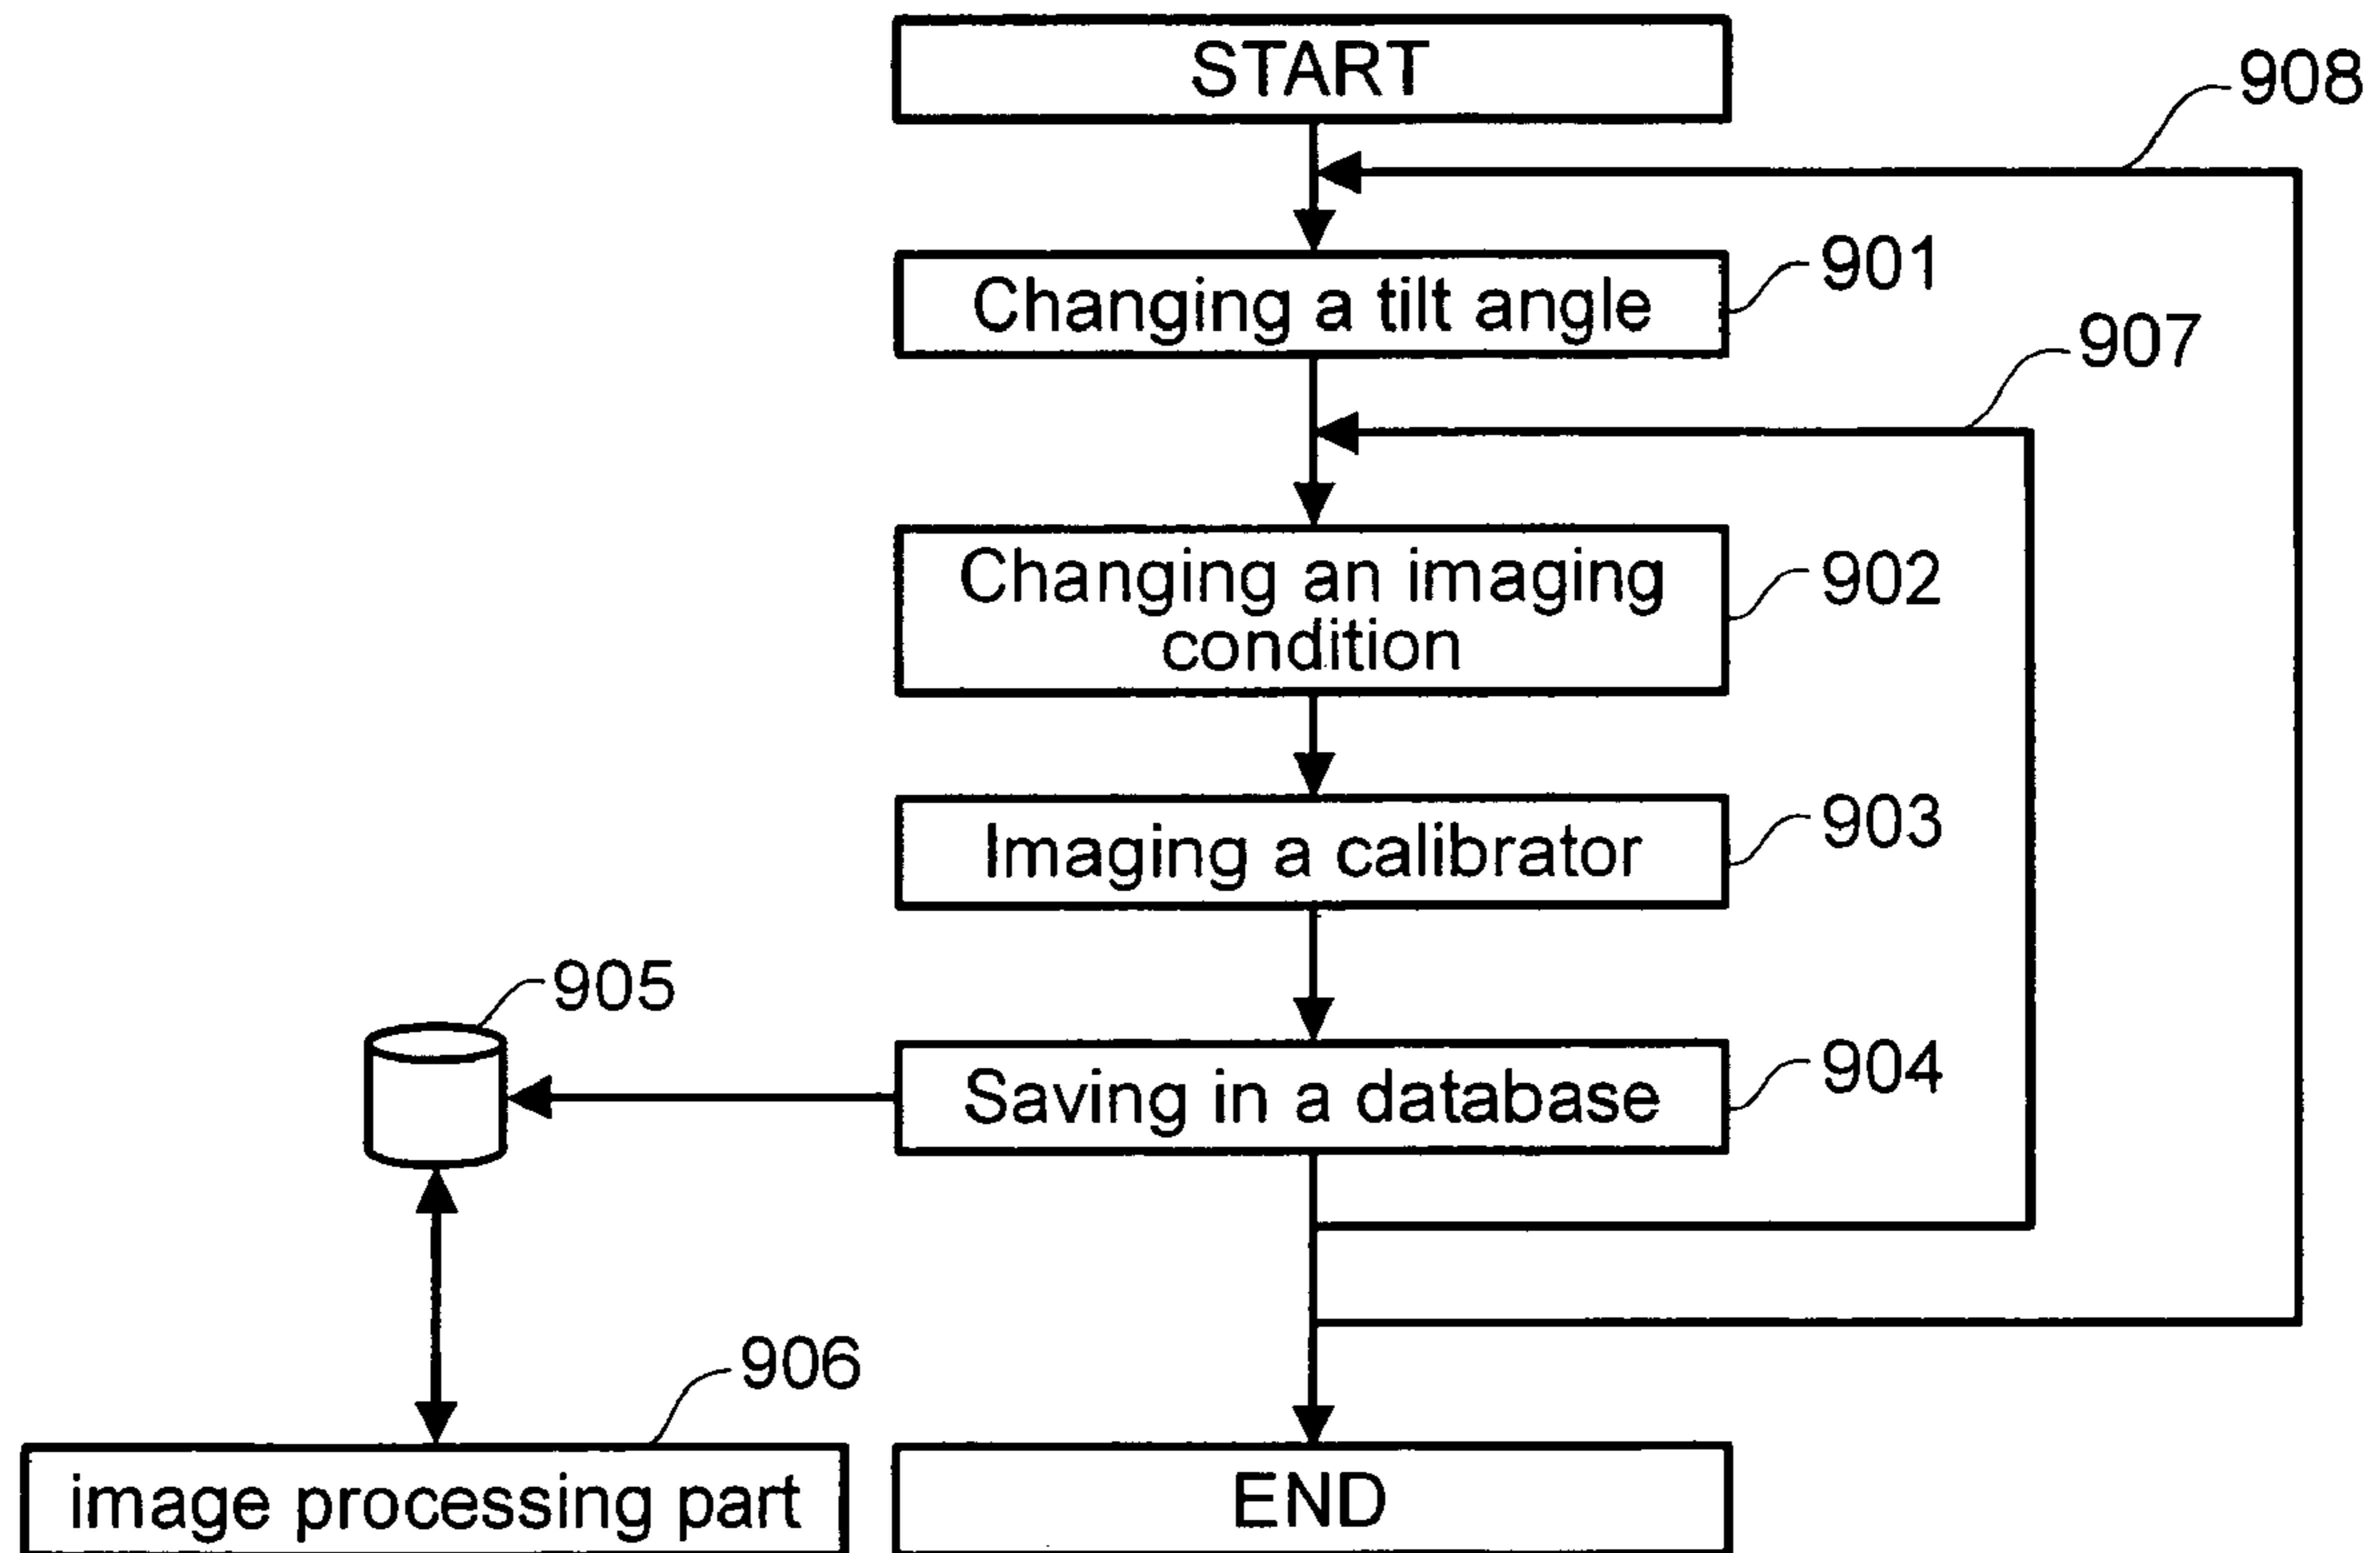 START
908
Changing a tilt angle
901
907
Changing an imaging
condition
902
Imaging a calibrator
903
905
Saving in a database
904
906
image processing part
END